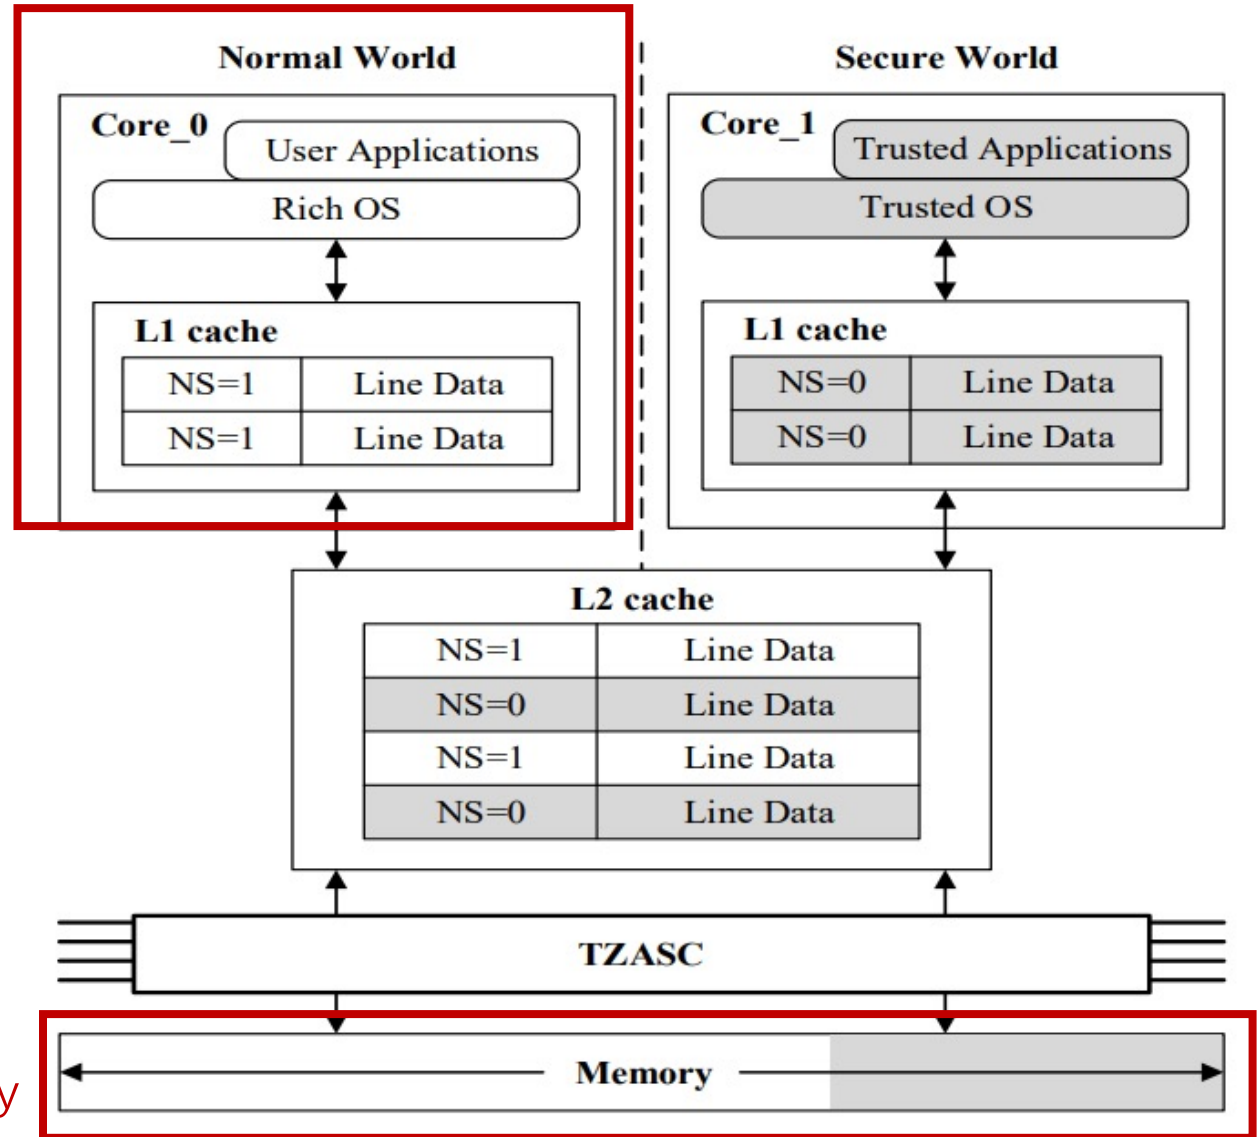 Normal World
Secure World
Core_0
User Applications
Rich OS
L1 cache
NS=1 Line Data
NS=1 Line Data
Core_1
Trusted Applications
Trusted OS
L1 cache
NS=0 Line Data
NS=0 Line Data
L2 cache
NS=1 Line Data
NS=0 Line Data
NS=1 Line Data
NS=0 Line Data
TZASC
Memory